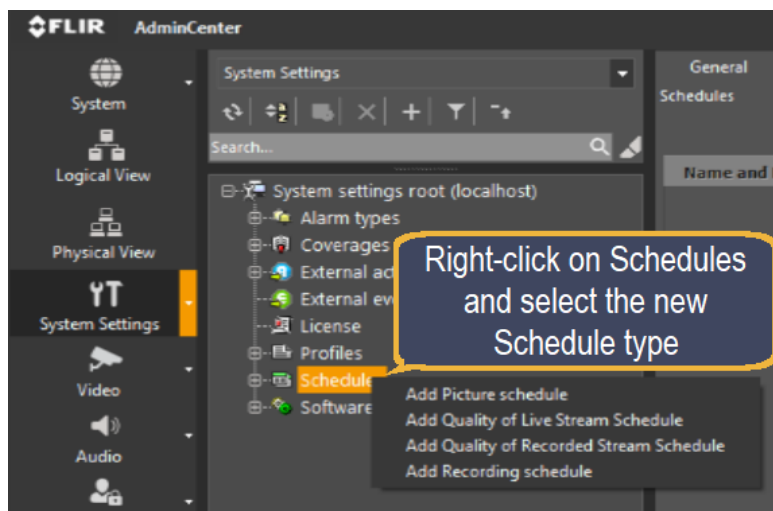 FLIR AdminCenter
System
Logical View
Physical View
System Settings
Video
Audio
System Settings
Search...
System settings root (localhost)
Alarm types
Coverages
External act
External eve
License
Profiles
Schedule
Software
Right-click on Schedules
and select the new
Schedule type
Add Picture schedule
Add Quality of Live Stream Schedule
Add Quality of Recorded Stream Schedule
Add Recording schedule
General
Schedules
Name and